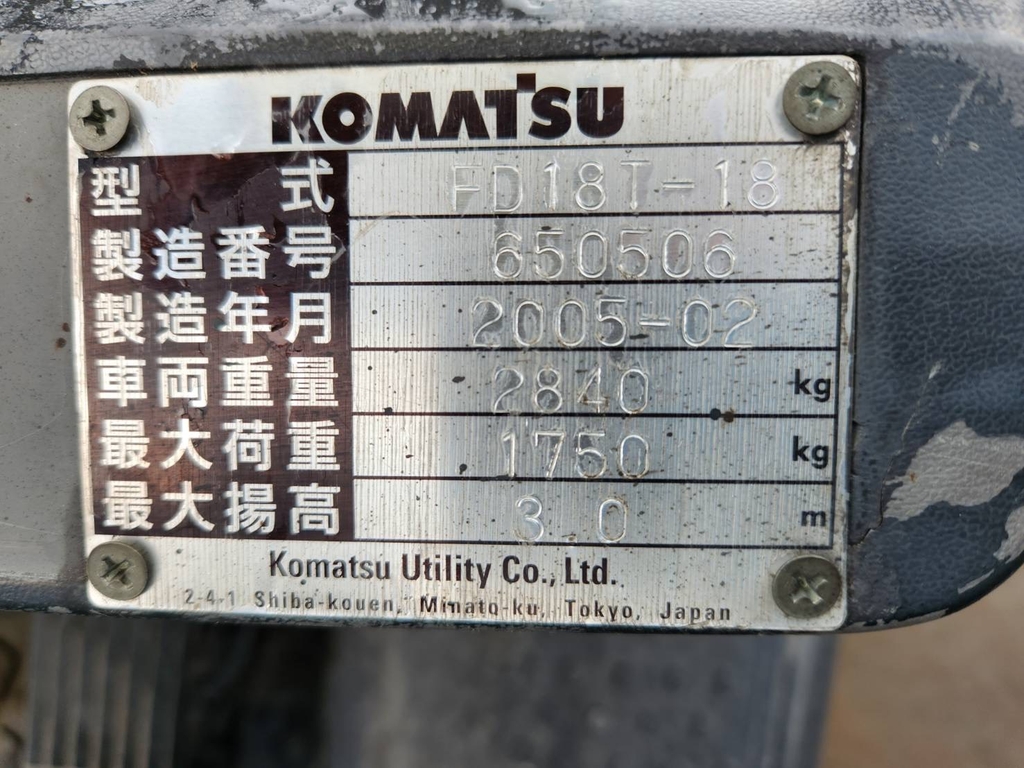 KOMATSU
型式 FD18T-18
製造番号 650506
製造年月 2005-02
車両重量 2840 kg
最大荷重 1750 kg
最大揚高 3.0 m
Komatsu Utility Co., Ltd.
2-4-1 Shiba-kouen, Minato-ku, Tokyo, Japan